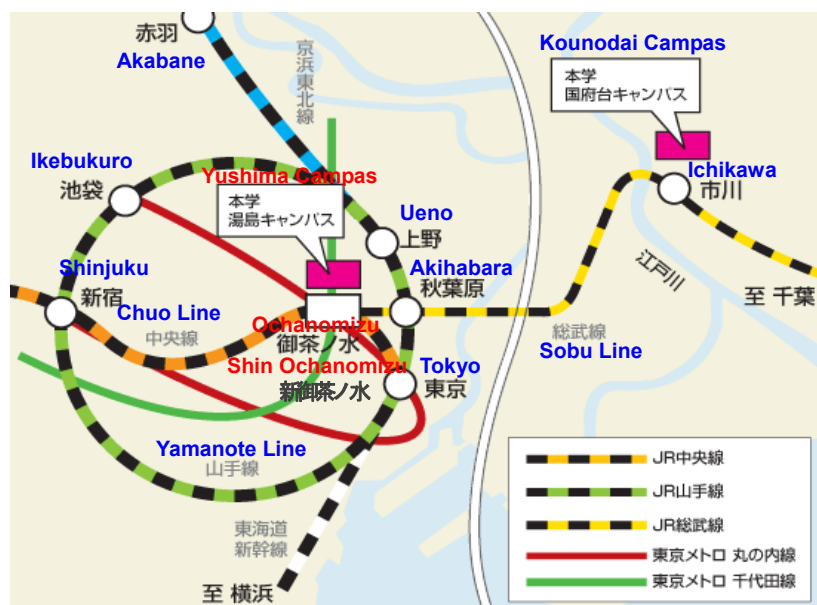 赤羽
Akabane
京浜東北線
Kounodai Campas
本学
国府台キャンパス
Ikebukuro
池袋
Yushima Campas
本学
湯島キャンパス
Ueno
上野
Ichikawa
市川
Shinjuku
新宿
Chuo Line
中央線
Akihabara
秋葉原
江戸川
至 千葉
Ochanomizu
御茶ノ水
Shin Ochanomizu
新御茶ノ水
Tokyo
東京
総武線
Sobu Line
Yamanote Line
山手線
東海道
新幹線
至 横浜
JR中央線
JR山手線
JR総武線
東京メトロ 丸の内線
東京メトロ 千代田線